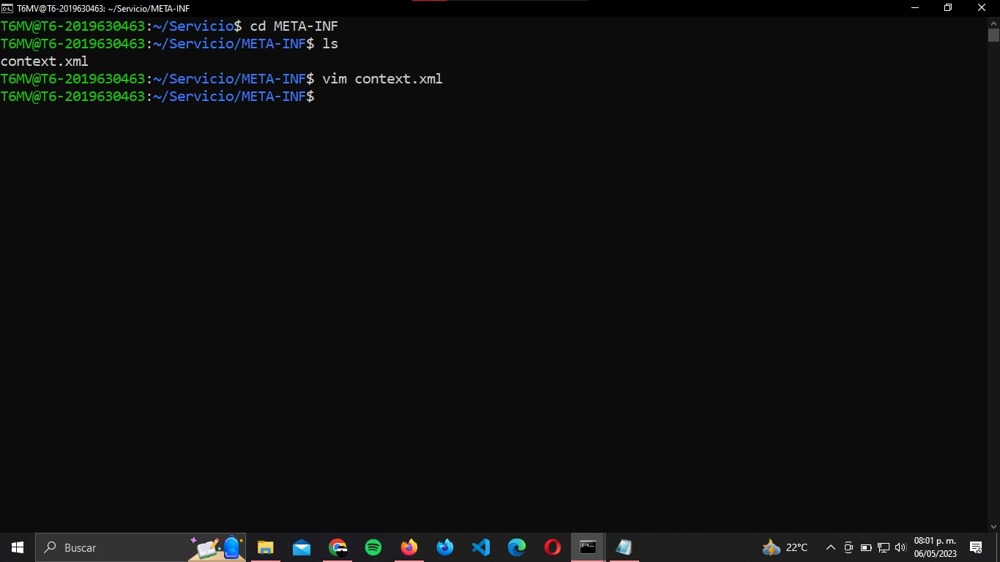 T6MV@T6-2019630463: ~/Servicio/META-INF
T6MV@T6-2019630463:~/Servicio$ cd META-INF
T6MV@T6-2019630463:~/Servicio/META-INF$ ls
context.xml
T6MV@T6-2019630463:~/Servicio/META-INF$ vim context.xml
T6MV@T6-2019630463:~/Servicio/META-INF$
Buscar
22°C
08:01 p. m.
06/05/2023